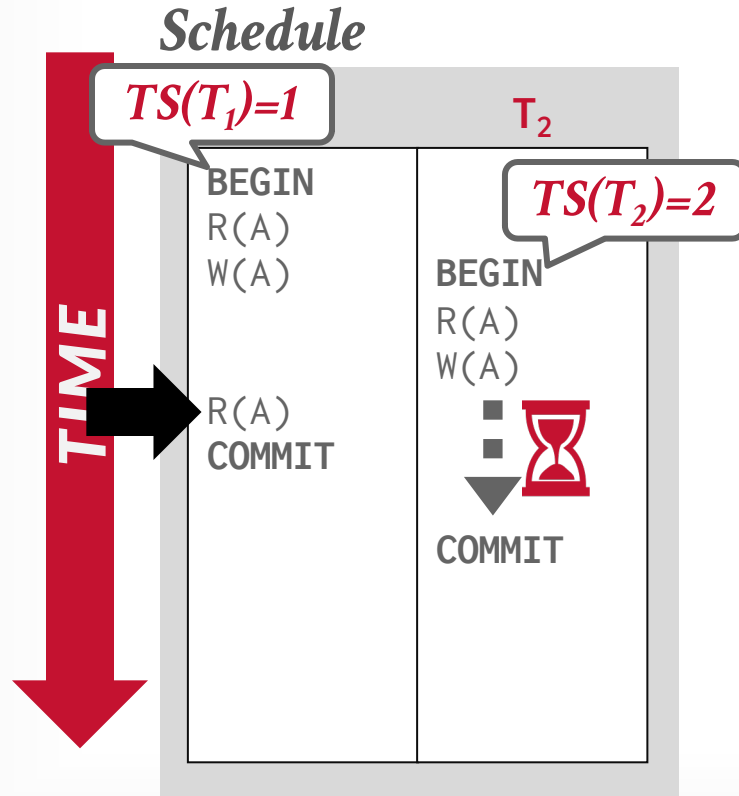 Schedule
TS(T₁)=1
T₂
BEGIN
R(A)
W(A)
TS(T₂)=2
BEGIN
R(A)
W(A)
R(A)
COMMIT
COMMIT
TIME